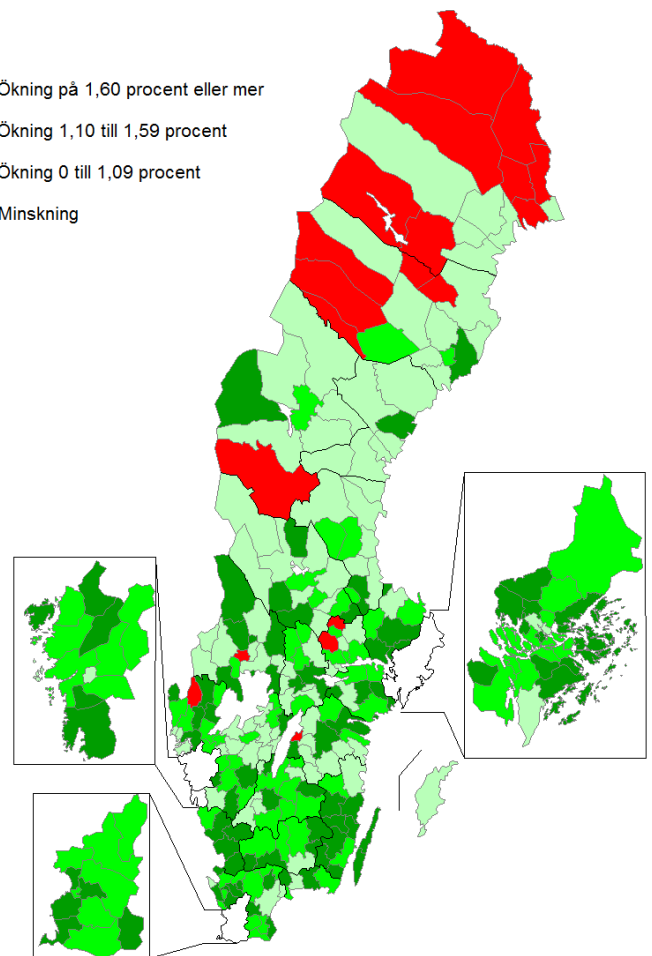 Ökning på 1,60 procent eller mer
Ökning 1,10 till 1,59 procent
Ökning 0 till 1,09 procent
Minskning